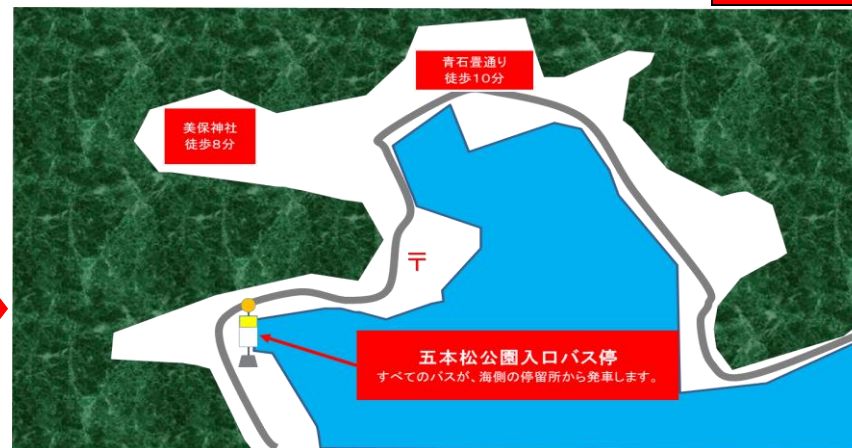 青石畳通り
徒歩10分
美保神社
徒歩8分
〒
五本松公園入口バス停
すべてのバスが、海側の停留所から発車します。